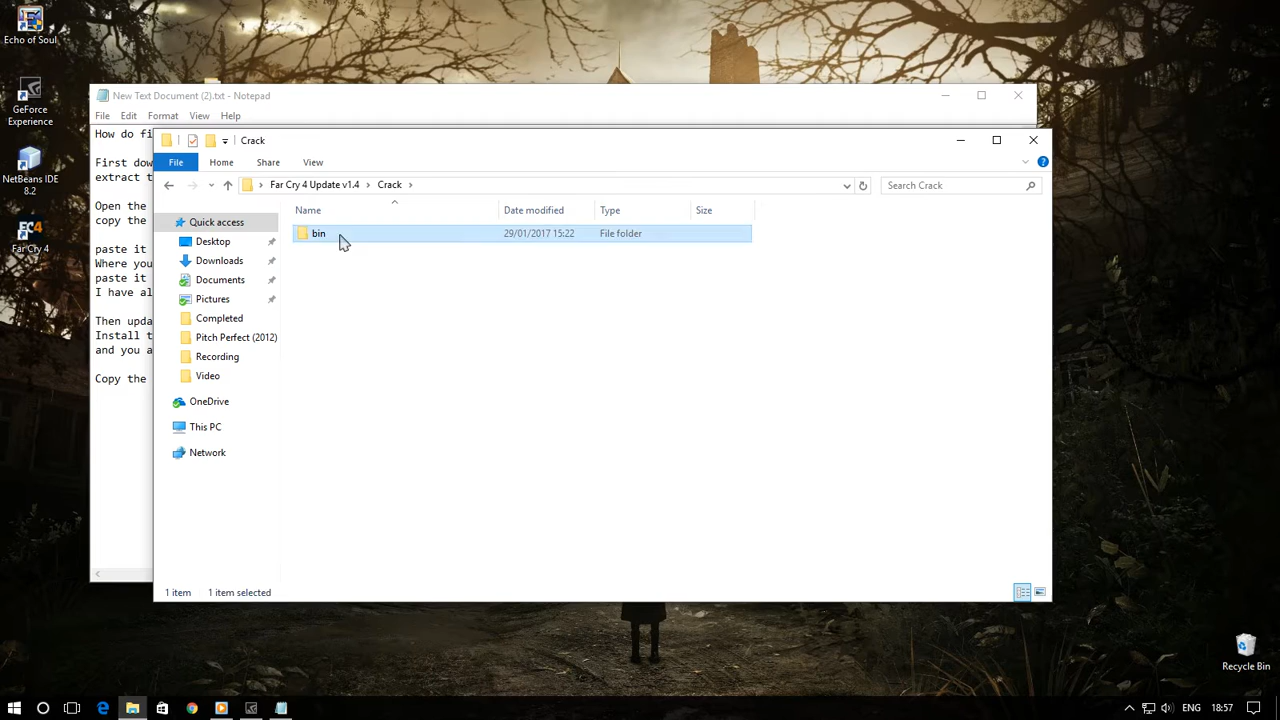 Echo of Soul
GeForce
Experience
NetBeans IDE
8.2
FC4
Far Cry 4
New Text Document (2).txt - Notepad
File Edit Format View Help
How do fi
First dow
extract t
Open the
copy the
paste it
Where you
paste it
I have al
Then upda
Install t
and you a
Copy the
Crack
File Home Share View
Far Cry 4 Update v1.4 Crack
Search Crack
Name Date modified Type Size
bin 29/01/2017 15:22 File folder
Quick access
Desktop
Downloads
Documents
Pictures
Completed
Pitch Perfect (2012)
Recording
Video
OneDrive
This PC
Network
1 item 1 item selected
Recycle Bin
ENG 18:57